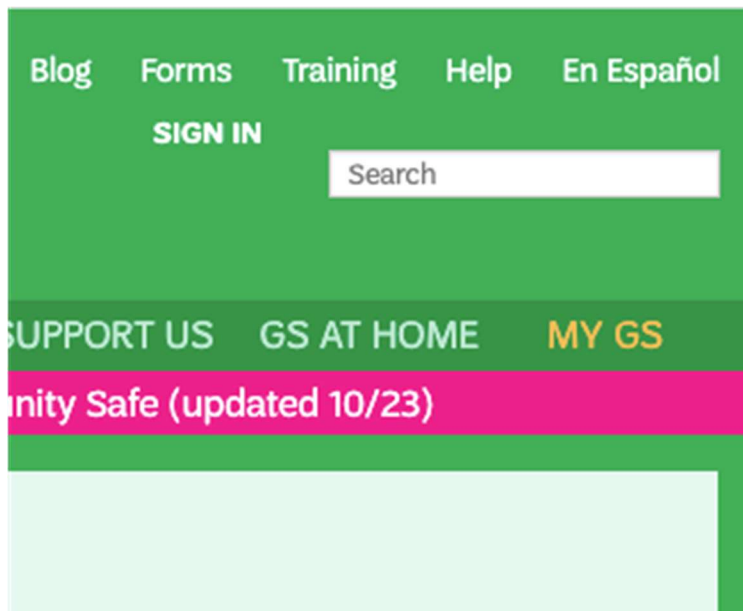 Blog Forms Training Help En Español
SIGN IN
Search
SUPPORT US GS AT HOME MY GS
Safe (updated 10/23)